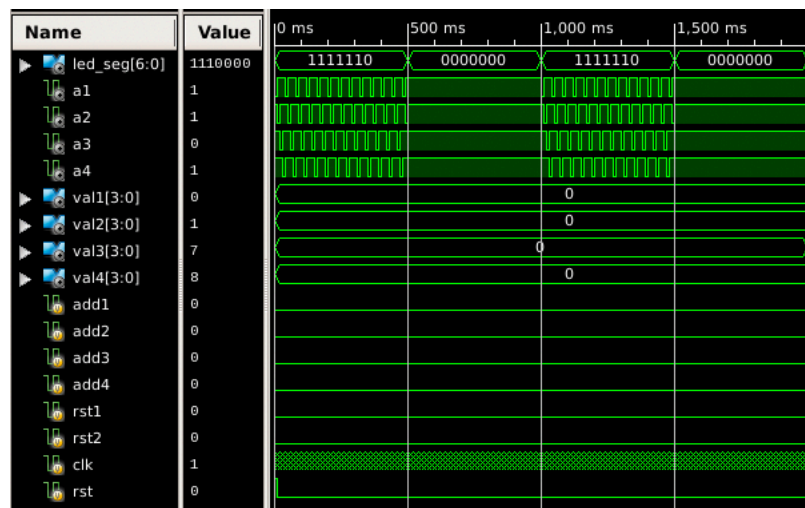 Name Value 0 ms 500 ms 1,000 ms 1,500 ms
led_seg[6:0] 1110000 1111110 0000000 1111110 0000000
a1 1
a2 1
a3 0
a4 1
val1[3:0] 0 0
val2[3:0] 1 0
val3[3:0] 7 0
val4[3:0] 8 0
add1 0
add2 0
add3 0
add4 0
rst1 0
rst2 0
clk 1
rst 0